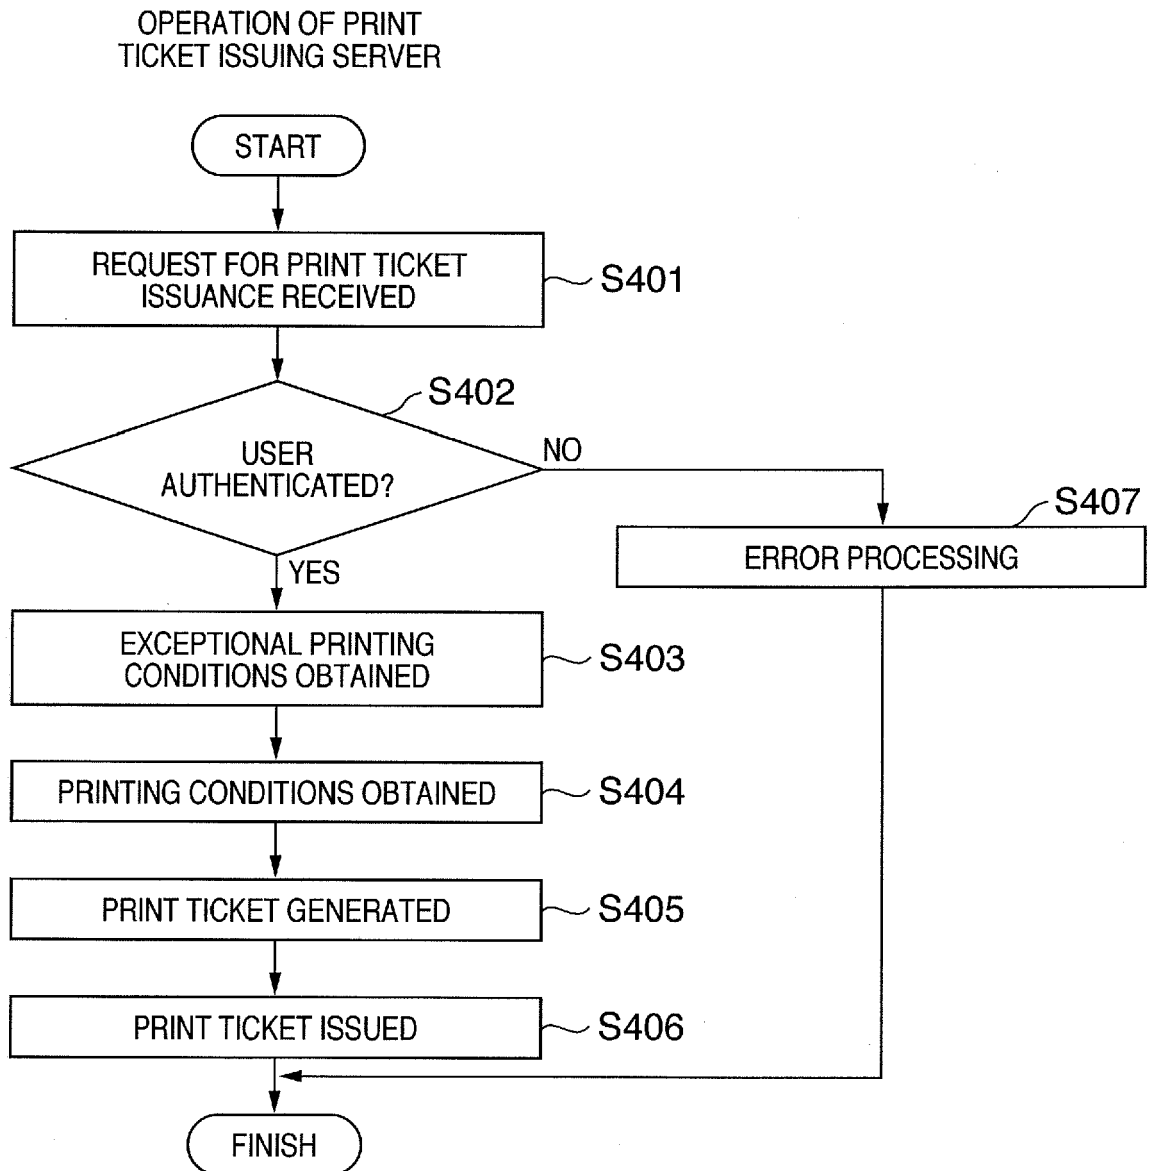 OPERATION OF PRINT
TICKET ISSUING SERVER
START
REQUEST FOR PRINT TICKET
ISSUANCE RECEIVED
S401
S402
USER
AUTHENTICATED?
NO
S407
ERROR PROCESSING
YES
EXCEPTIONAL PRINTING
CONDITIONS OBTAINED
S403
PRINTING CONDITIONS OBTAINED
S404
PRINT TICKET GENERATED
S405
PRINT TICKET ISSUED
S406
FINISH